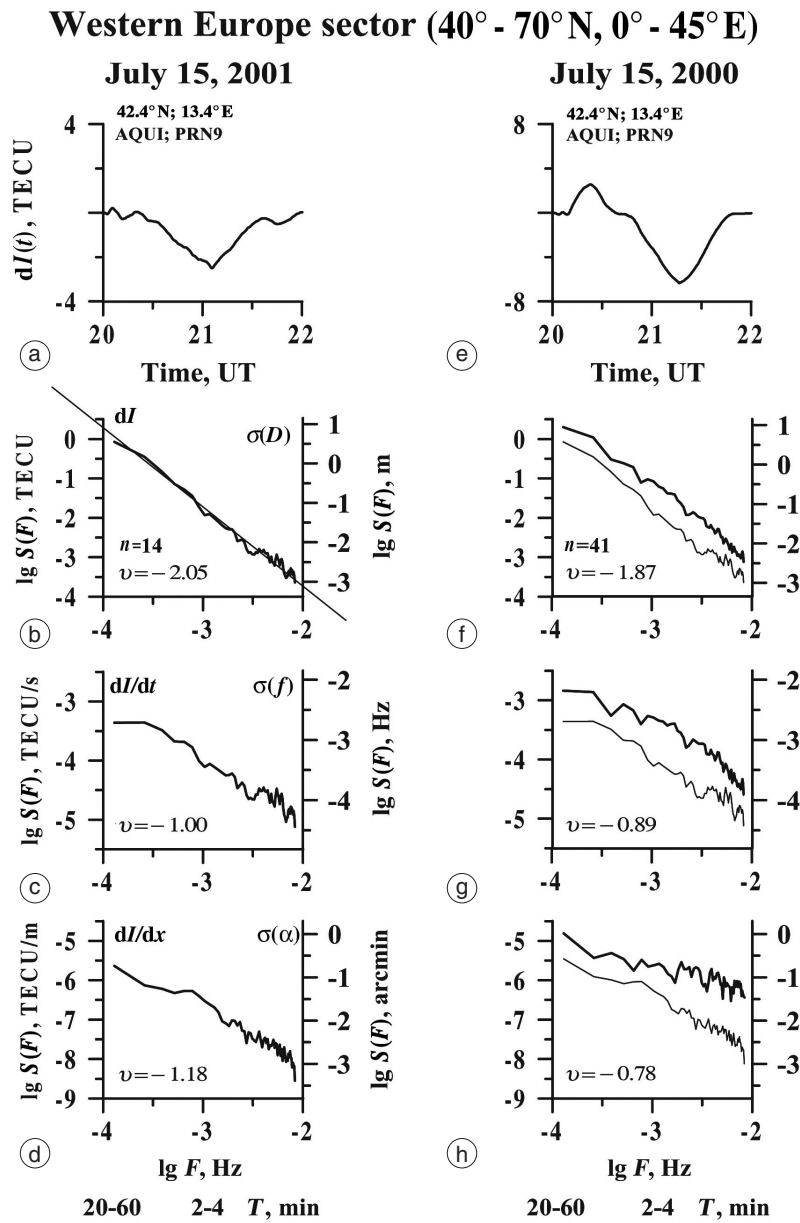 Western Europe sector (40° - 70°N, 0° - 45°E)
July 15, 2001
July 15, 2000
42.4°N; 13.4°E
AQUI; PRN9
4
-4
dI(t), TECU
20 21 22
Time, UT
a
42.4°N; 13.4°E
AQUI; PRN9
8
-8
20 21 22
Time, UT
e
dI
σ(D)
lg S(F), TECU
0
-1
-2
-3
-4
1
0
-1
-2
-3
lg S(F), m
n=14
υ=−2.05
-4 -3 -2
b
0
-1
-2
-3
-4
1
0
-1
-2
-3
n=41
υ=−1.87
-4 -3 -2
f
dI/dt
σ(f)
lg S(F), TECU/s
-3
-4
-5
-2
-3
-4
lg S(F), Hz
υ=−1.00
-4 -3 -2
c
-3
-4
-5
-2
-3
-4
υ=−0.89
-4 -3 -2
g
dI/dx
σ(α)
lg S(F), TECU/m
-5
-6
-7
-8
-9
0
-1
-2
-3
lg S(F), arcmin
υ=−1.18
-4 -3 -2
d
lg F, Hz
20-60 2-4 T, min
-5
-6
-7
-8
-9
0
-1
-2
-3
υ=−0.78
-4 -3 -2
h
lg F, Hz
20-60 2-4 T, min